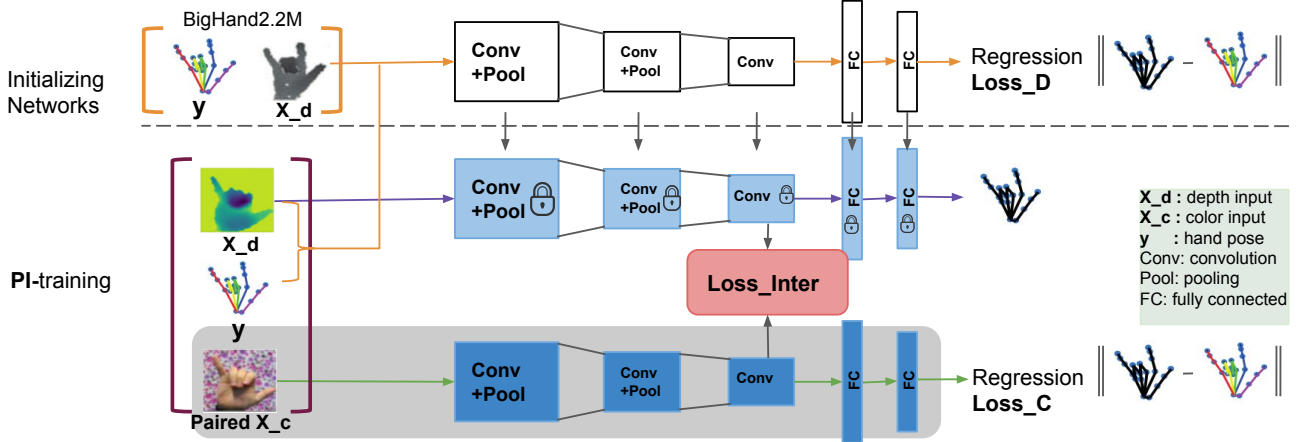 BigHand2.2M
Initializing
Networks
y
X_d
Conv
+Pool
Conv
+Pool
Conv
FC
FC
Regression
Loss_D
PI-training
X_d
y
Paired X_c
Conv
+Pool
Conv
+Pool
Conv
FC
FC
Loss_Inter
Conv
+Pool
Conv
+Pool
Conv
FC
FC
Regression
Loss_C
X_d : depth input
X_c : color input
y : hand pose
Conv: convolution
Pool: pooling
FC: fully connected